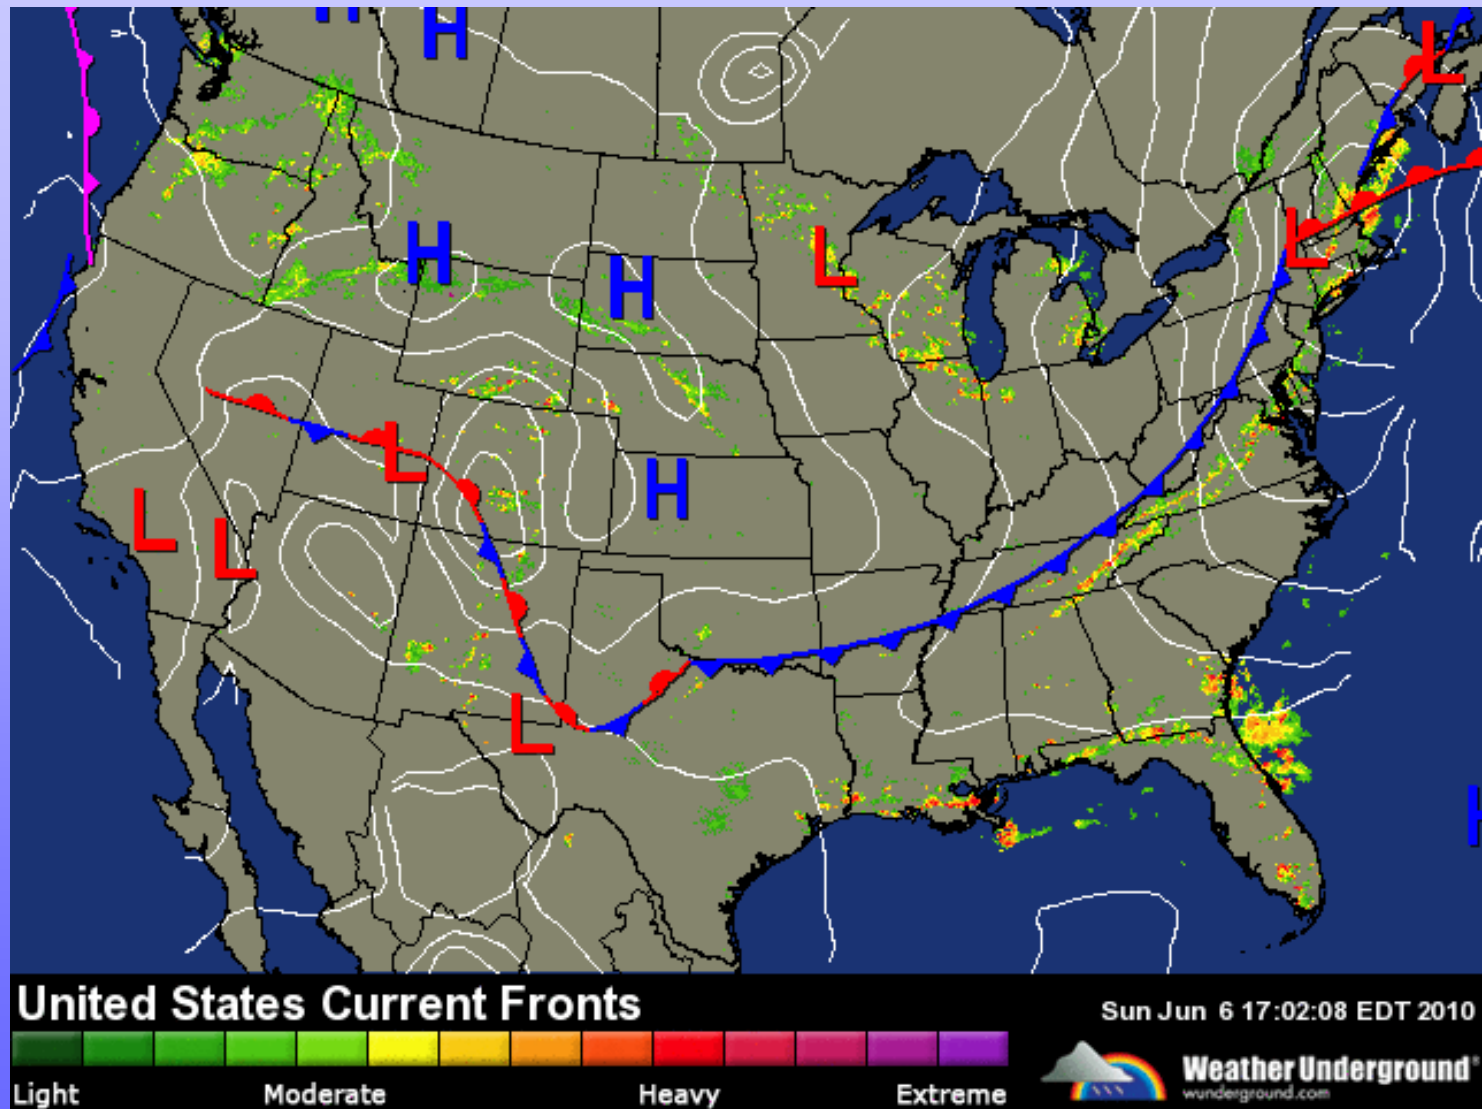 H
H
L
H
H
L
L
L
H
L
L
L
H
United States Current Fronts
Sun Jun 6 17:02:08 EDT 2010
Light Moderate Heavy Extreme
Weather Underground
wunderground.com